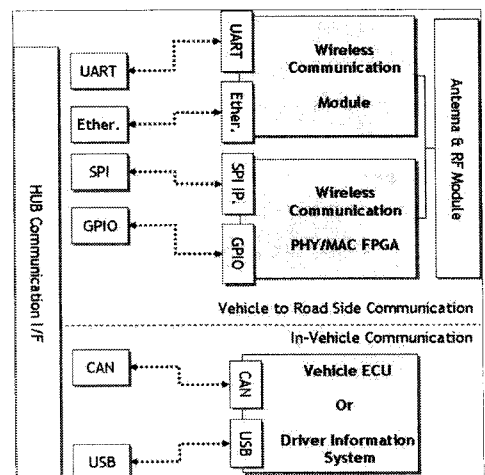 HUB Communication I/F
UART
Ether.
SPI
GPIO
UART
Ether.
SPI IP.
GPIO
Wireless
Communication
Module
Wireless
Communication
PHY/MAC FPGA
Antenna & RF Module
Vehicle to Road Side Communication
In-Vehicle Communication
CAN
USB
CAN
USB
Vehicle ECU
Or
Driver Information
System